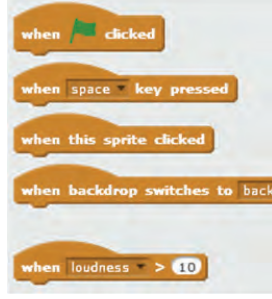 when clicked
when space key pressed
when this sprite clicked
when backdrop switches to back
when loudness > 10